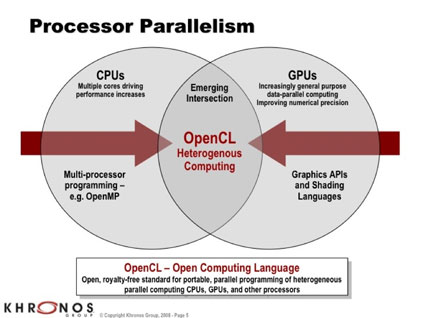 Processor Parallelism
CPUs
Multiple cores driving
performance increases
Emerging
Intersection
GPUs
Increasingly general purpose
data-parallel computing
Improving numerical precision
OpenCL
Heterogenous
Computing
Multi-processor
programming –
e.g. OpenMP
Graphics APIs
and Shading
Languages
OpenCL – Open Computing Language
Open, royalty-free standard for portable, parallel programming of heterogeneous
parallel computing CPUs, GPUs, and other processors
KHRONOS
GROUP
© Copyright Khronos Group, 2009 - Page 5